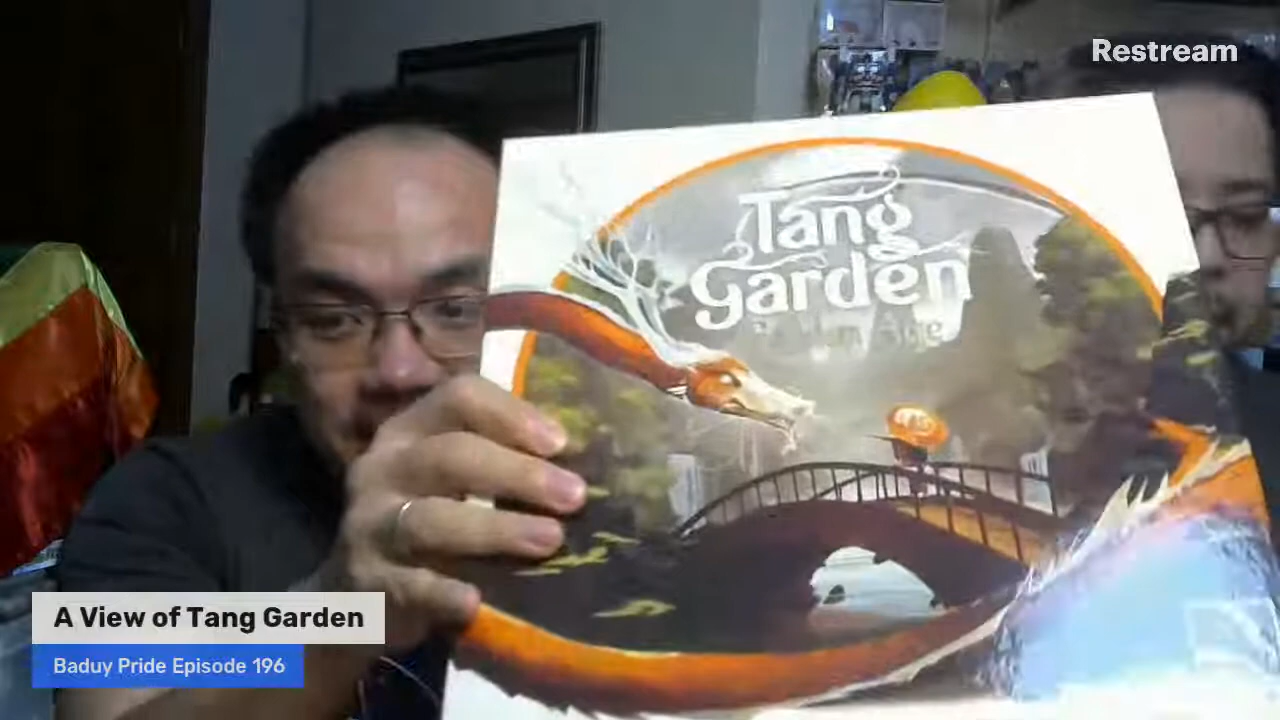 Restream
Tang
Garden
A View of Tang Garden
Baduy Pride Episode 196